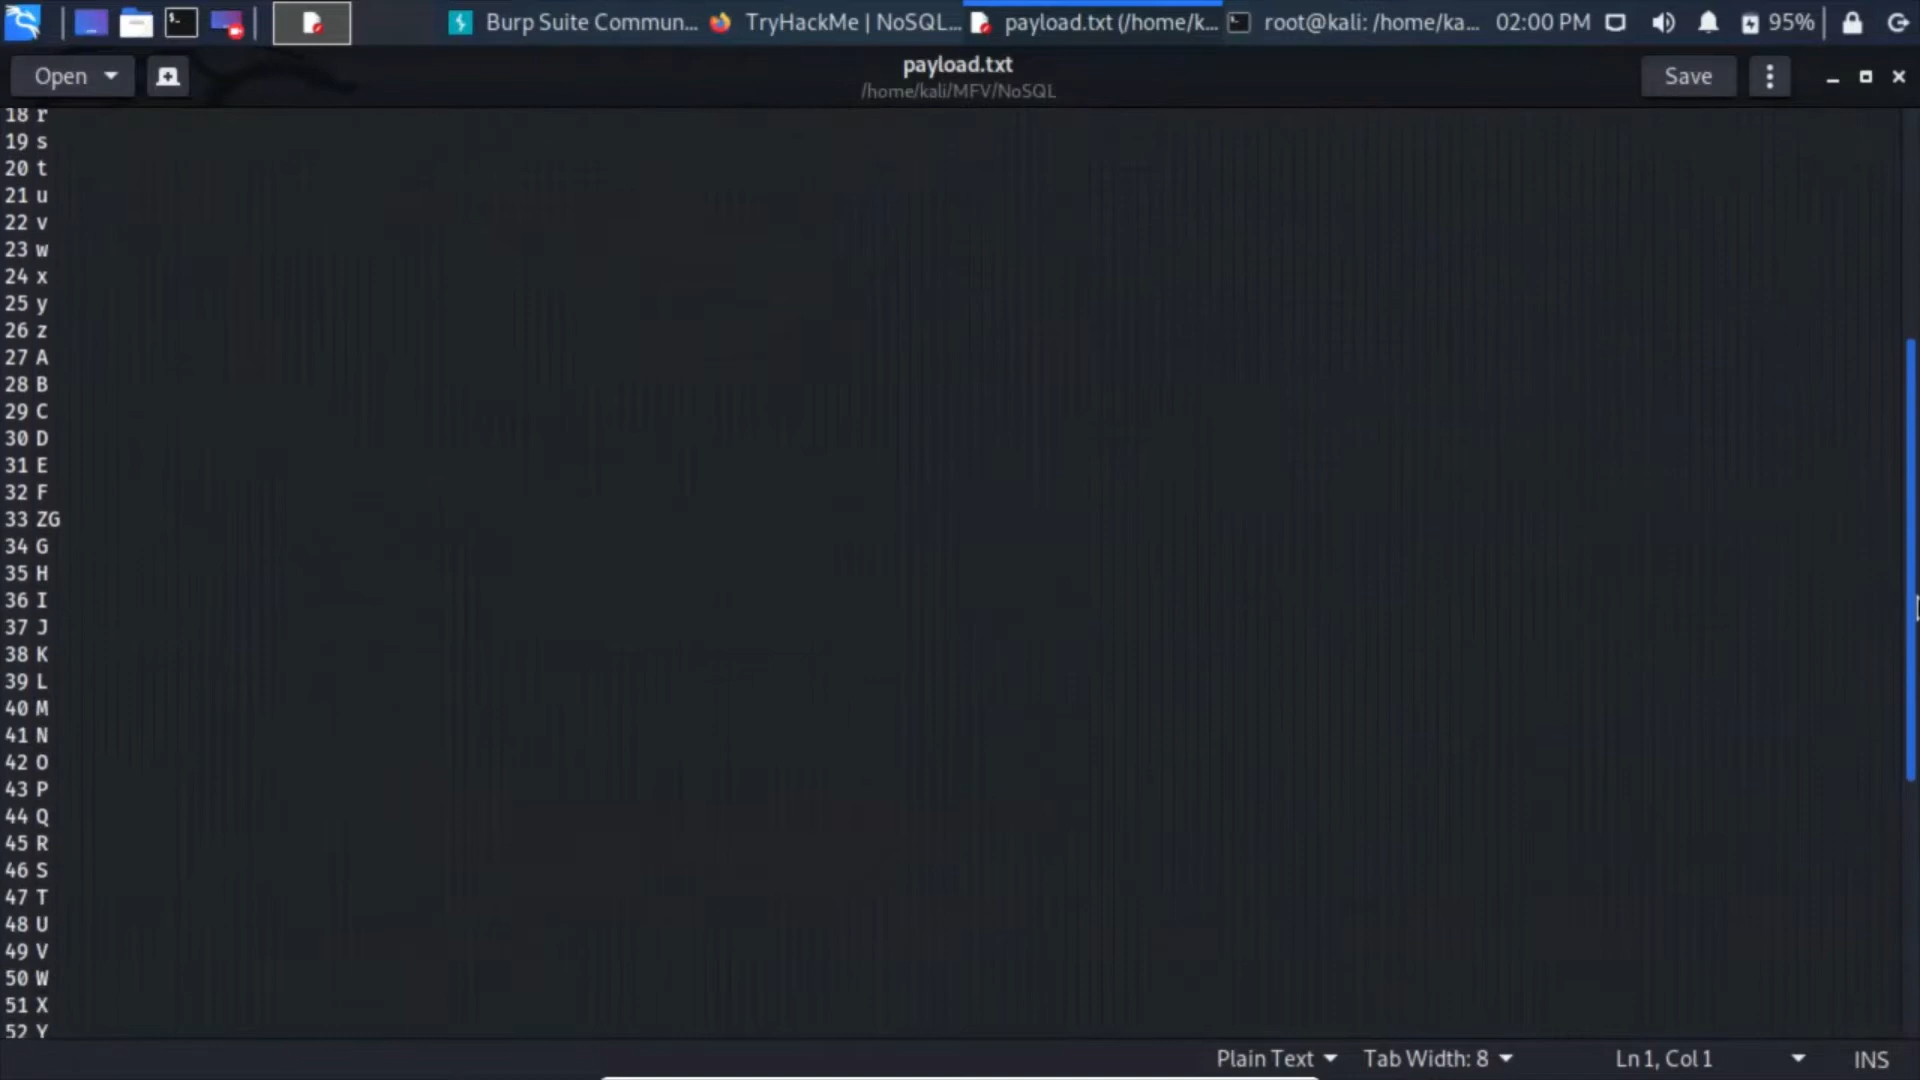 Burp Suite Commun... TryHackMe | NoSQL... payload.txt (/home/k... root@kali: /home/ka... 02:00 PM 95%
Open payload.txt Save
/home/kali/MFV/NoSQL
18 r
19 s
20 t
21 u
22 v
23 w
24 x
25 y
26 z
27 A
28 B
29 C
30 D
31 E
32 F
33 ZG
34 G
35 H
36 I
37 J
38 K
39 L
40 M
41 N
42 O
43 P
44 Q
45 R
46 S
47 T
48 U
49 V
50 W
51 X
52 Y
Plain Text Tab Width: 8 Ln 1, Col 1 INS